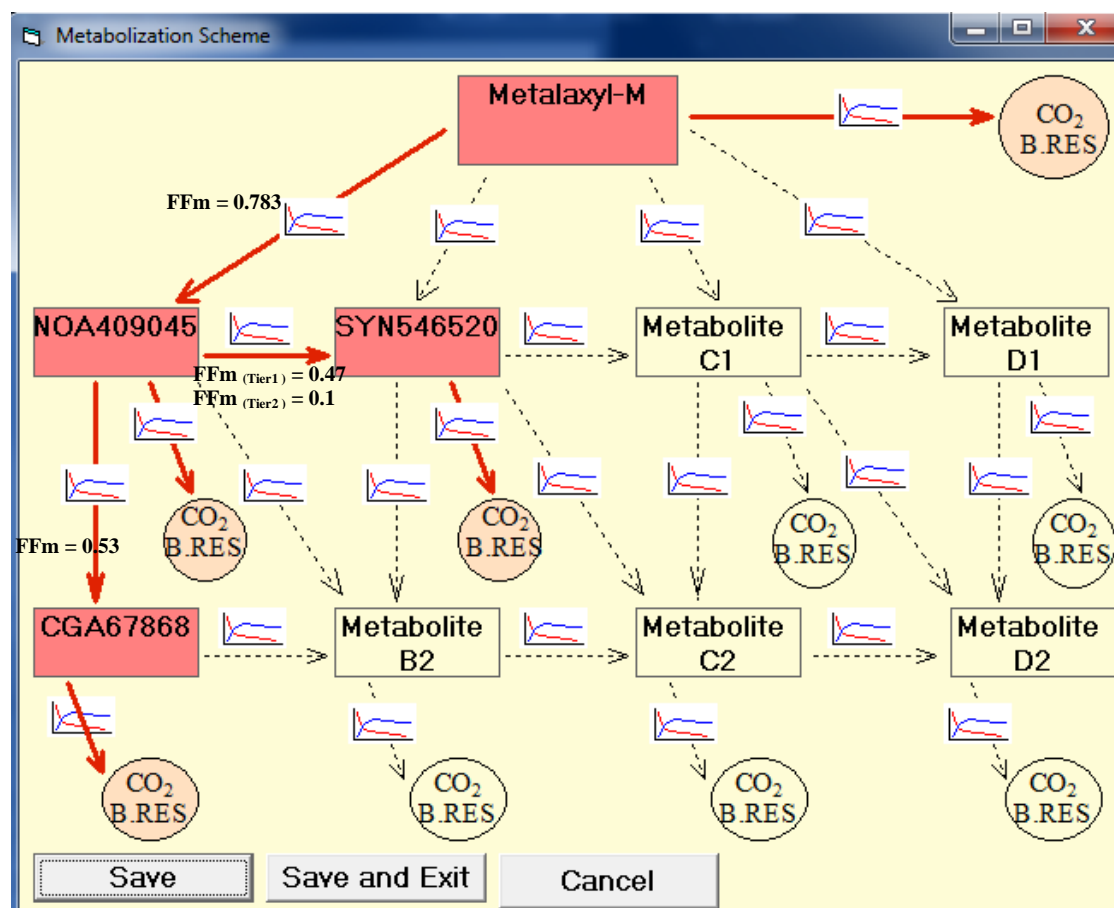 Metabolization Scheme
Metalaxyl-M
CO2
B.RES
FFm = 0.783
NOA409045
SYN546520
Metabolite
C1
Metabolite
D1
FFm (Tier1) = 0.47
FFm (Tier2) = 0.1
CO2
B.RES
CO2
B.RES
CO2
B.RES
CO2
B.RES
FFm = 0.53
CGA67868
Metabolite
B2
Metabolite
C2
Metabolite
D2
CO2
B.RES
CO2
B.RES
CO2
B.RES
CO2
B.RES
Save
Save and Exit
Cancel